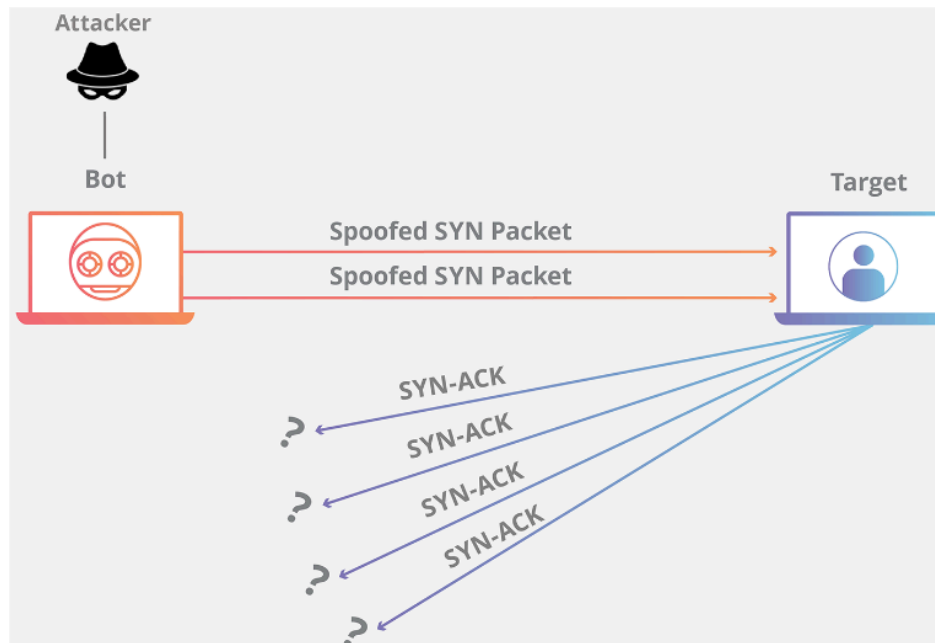 Attacker
Bot
Target
Spoofed SYN Packet
Spoofed SYN Packet
SYN-ACK
?
SYN-ACK
?
SYN-ACK
?
SYN-ACK
?